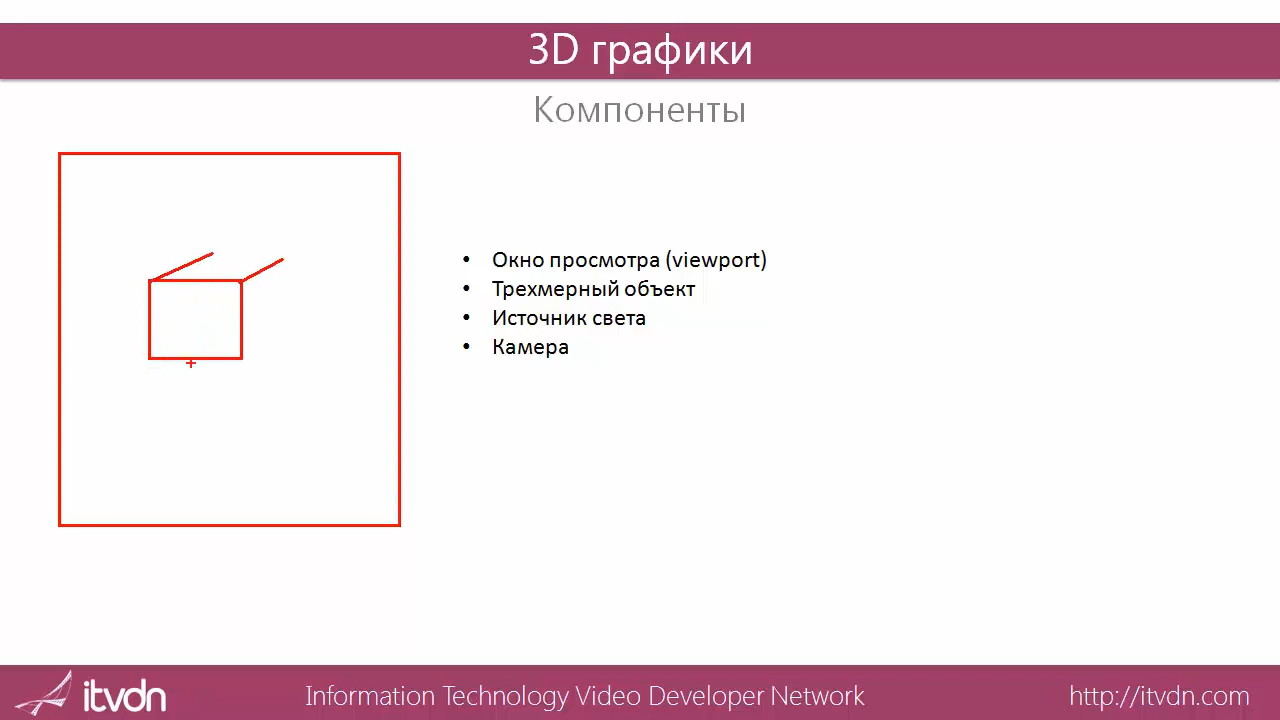 3D графики
Компоненты
• Окно просмотра (viewport)
• Трехмерный объект
• Источник света
• Камера
itvdn
Information Technology Video Developer Network
http://itvdn.com